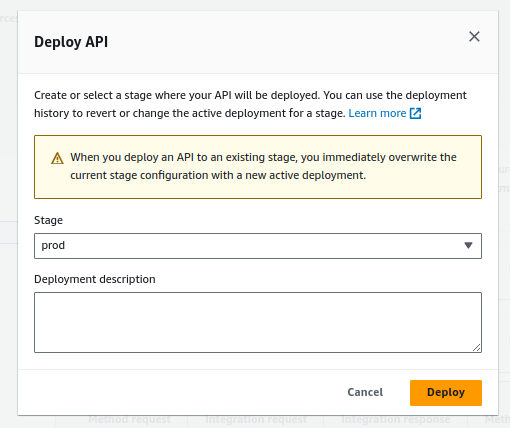 Deploy API
Create or select a stage where your API will be deployed. You can use the deployment
history to revert or change the active deployment for a stage. Learn more
When you deploy an API to an existing stage, you immediately overwrite the
current stage configuration with a new active deployment.
Stage
prod
Deployment description
Cancel
Deploy
Method request
Integration request
Integration response